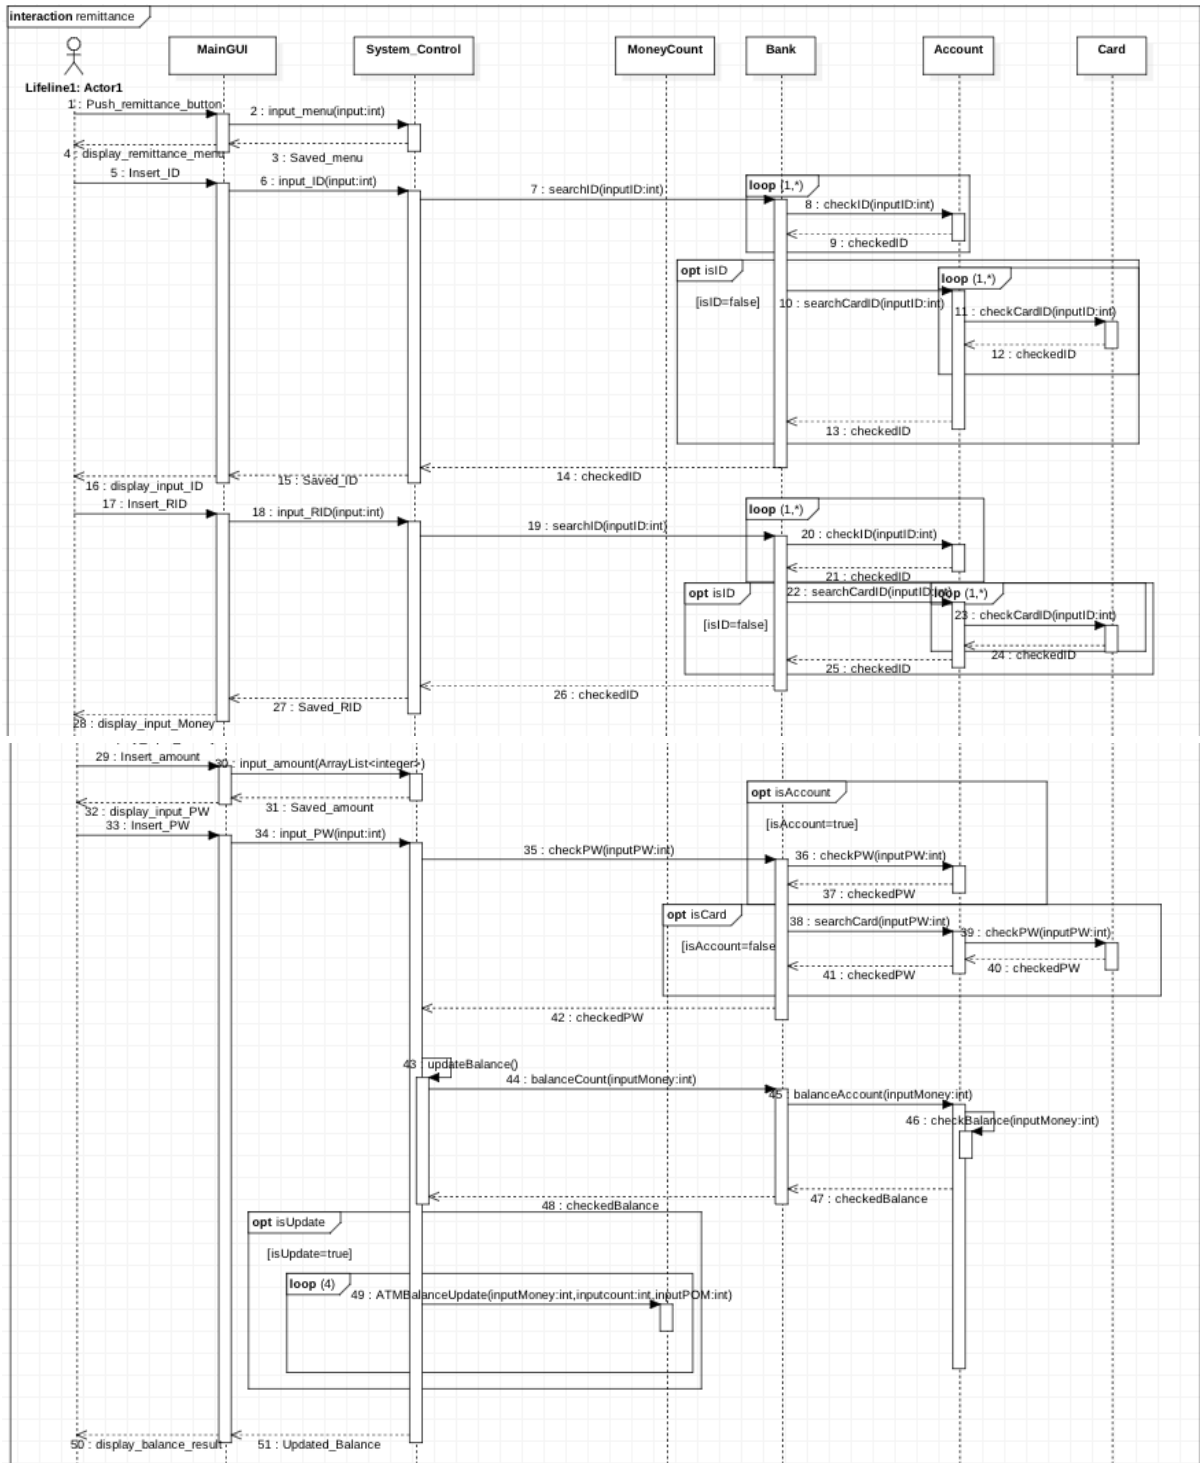 interaction remittance
MainGUI
System_Control
MoneyCount
Bank
Account
Card
Lifeline1: Actor1
1 : Push_remittance_button
2 : input_menu(input:int)
3 : Saved_menu
4 : display_remittance_menu
5 : Insert_ID
6 : input_ID(input:int)
7 : searchID(inputID:int)
loop (1,*)
8 : checkID(inputID:int)
9 : checkedID
opt isID
[isID=false]
loop (1,*)
10 : searchCardID(inputID:int)
11 : checkCardID(inputID:int)
12 : checkedID
13 : checkedID
14 : checkedID
15 : Saved_ID
16 : display_input_ID
17 : Insert_RID
18 : input_RID(input:int)
19 : searchID(inputID:int)
loop (1,*)
20 : checkID(inputID:int)
21 : checkedID
opt isID
[isID=false]
22 : searchCardID(inputID:int)
loop (1,*)
23 : checkCardID(inputID:int)
24 : checkedID
25 : checkedID
26 : checkedID
27 : Saved_RID
28 : display_input_Money
29 : Insert_amount
30 : input_amount(ArrayList<integer>)
31 : Saved_amount
32 : display_input_PW
33 : Insert_PW
34 : input_PW(input:int)
opt isAccount
[isAccount=true]
35 : checkPW(inputPW:int)
36 : checkPW(inputPW:int)
37 : checkedPW
opt isCard
[isAccount=false
38 : searchCard(inputPW:int)
39 : checkPW(inputPW:int)
40 : checkedPW
41 : checkedPW
42 : checkedPW
43 : updateBalance()
44 : balanceCount(inputMoney:int)
45 : balanceAccount(inputMoney:int)
46 : checkBalance(inputMoney:int)
47 : checkedBalance
48 : checkedBalance
opt isUpdate
[isUpdate=true]
loop (4)
49 : ATMBalanceUpdate(inputMoney:int,inputcount:int,inputPOM:int)
50 : display_balance_result
51 : Updated_Balance